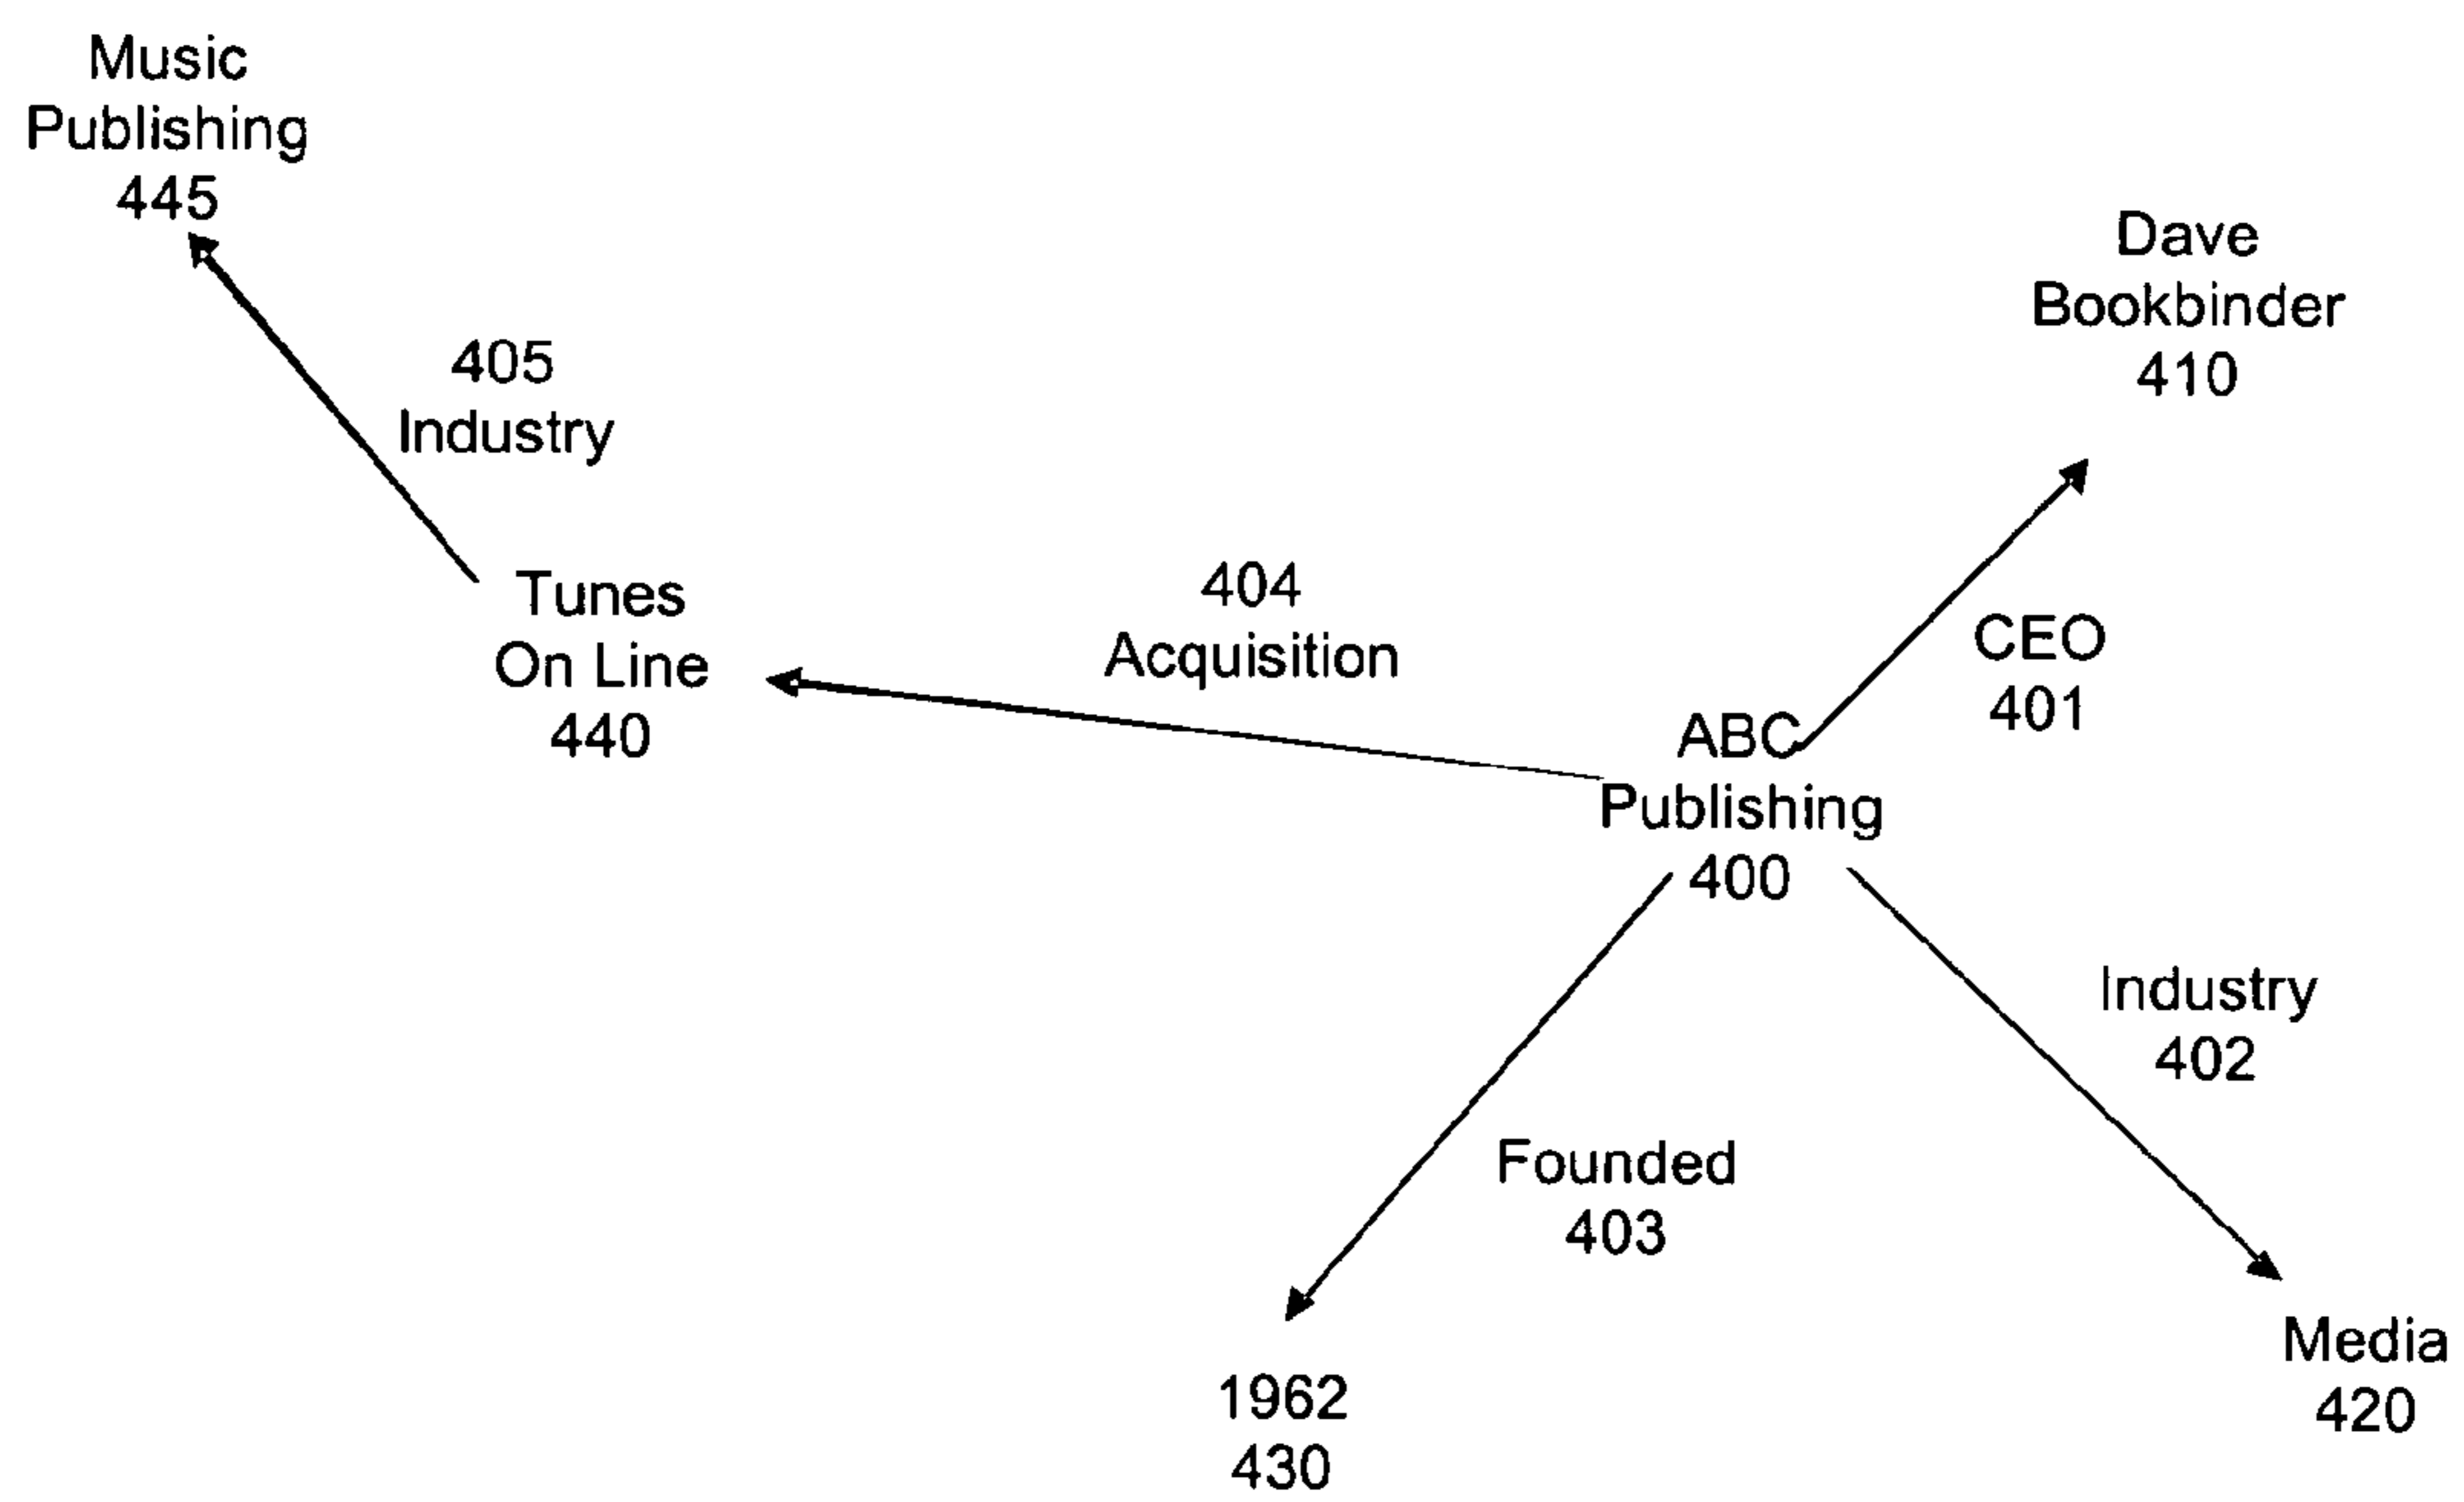 Music
Publishing
445
Dave
Bookbinder
410
405
Industry
Tunes
On Line
440
404
Acquisition
CEO
401
ABC
Publishing
400
Industry
402
Founded
403
1962
430
Media
420